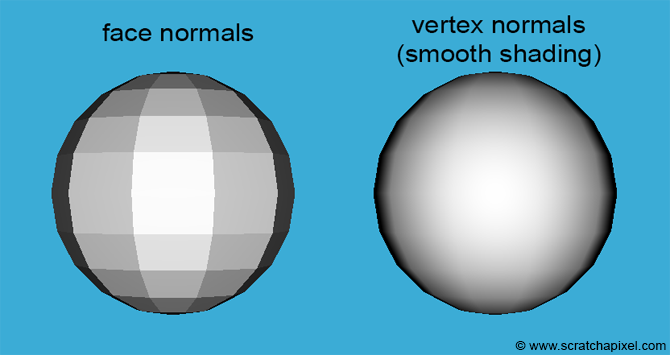 face normals
vertex normals
(smooth shading)
© www.scratchapixel.com